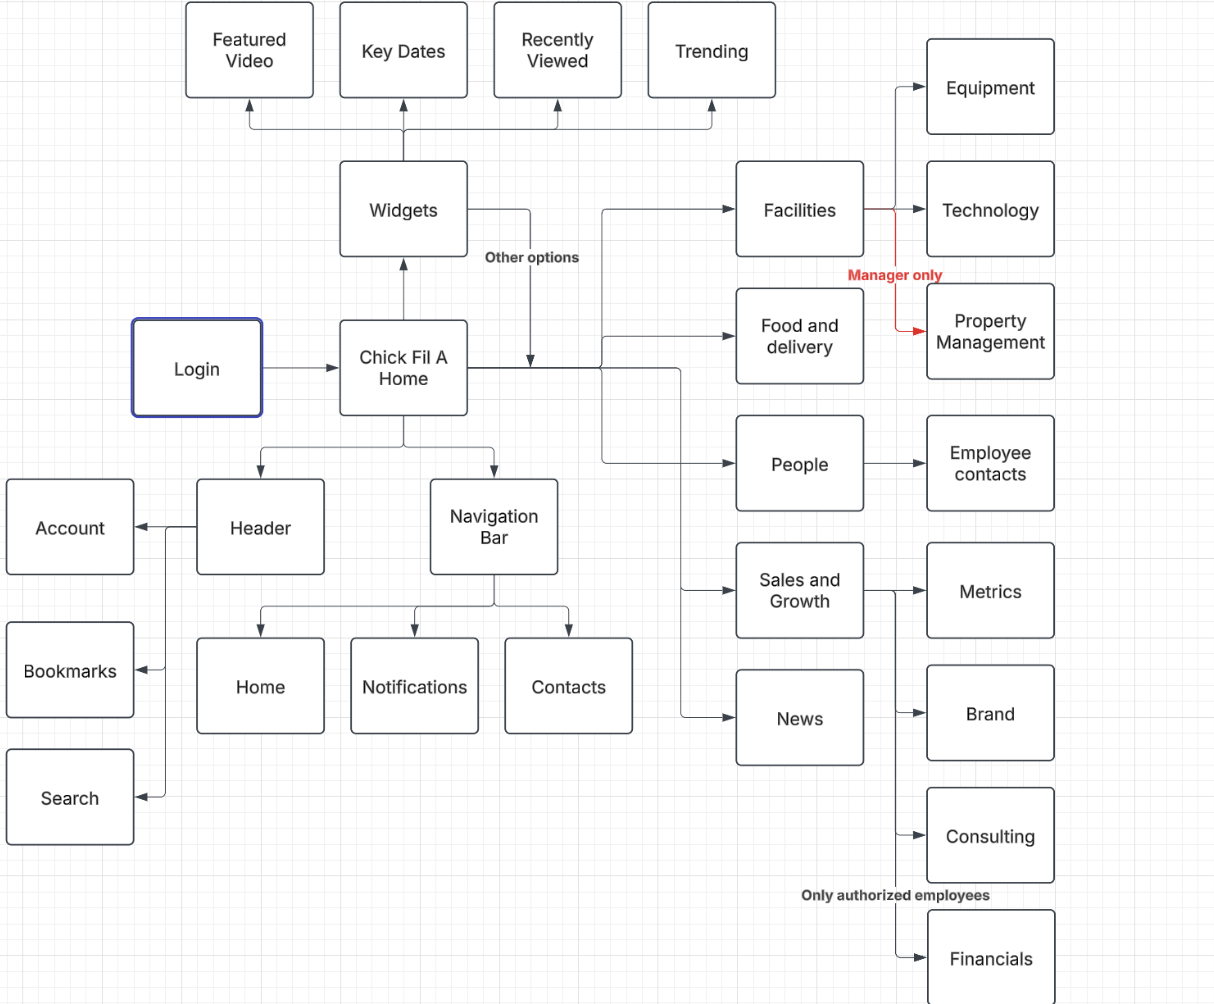 Featured
Video
Key Dates
Recently
Viewed
Trending
Equipment
Widgets
Facilities
Technology
Other options
Manager only
Property
Management
Food and
delivery
Login
Chick Fil A
Home
People
Employee
contacts
Account
Header
Navigation
Bar
Sales and
Growth
Metrics
Bookmarks
Home
Notifications
Contacts
News
Brand
Search
Consulting
Only authorized employees
Financials